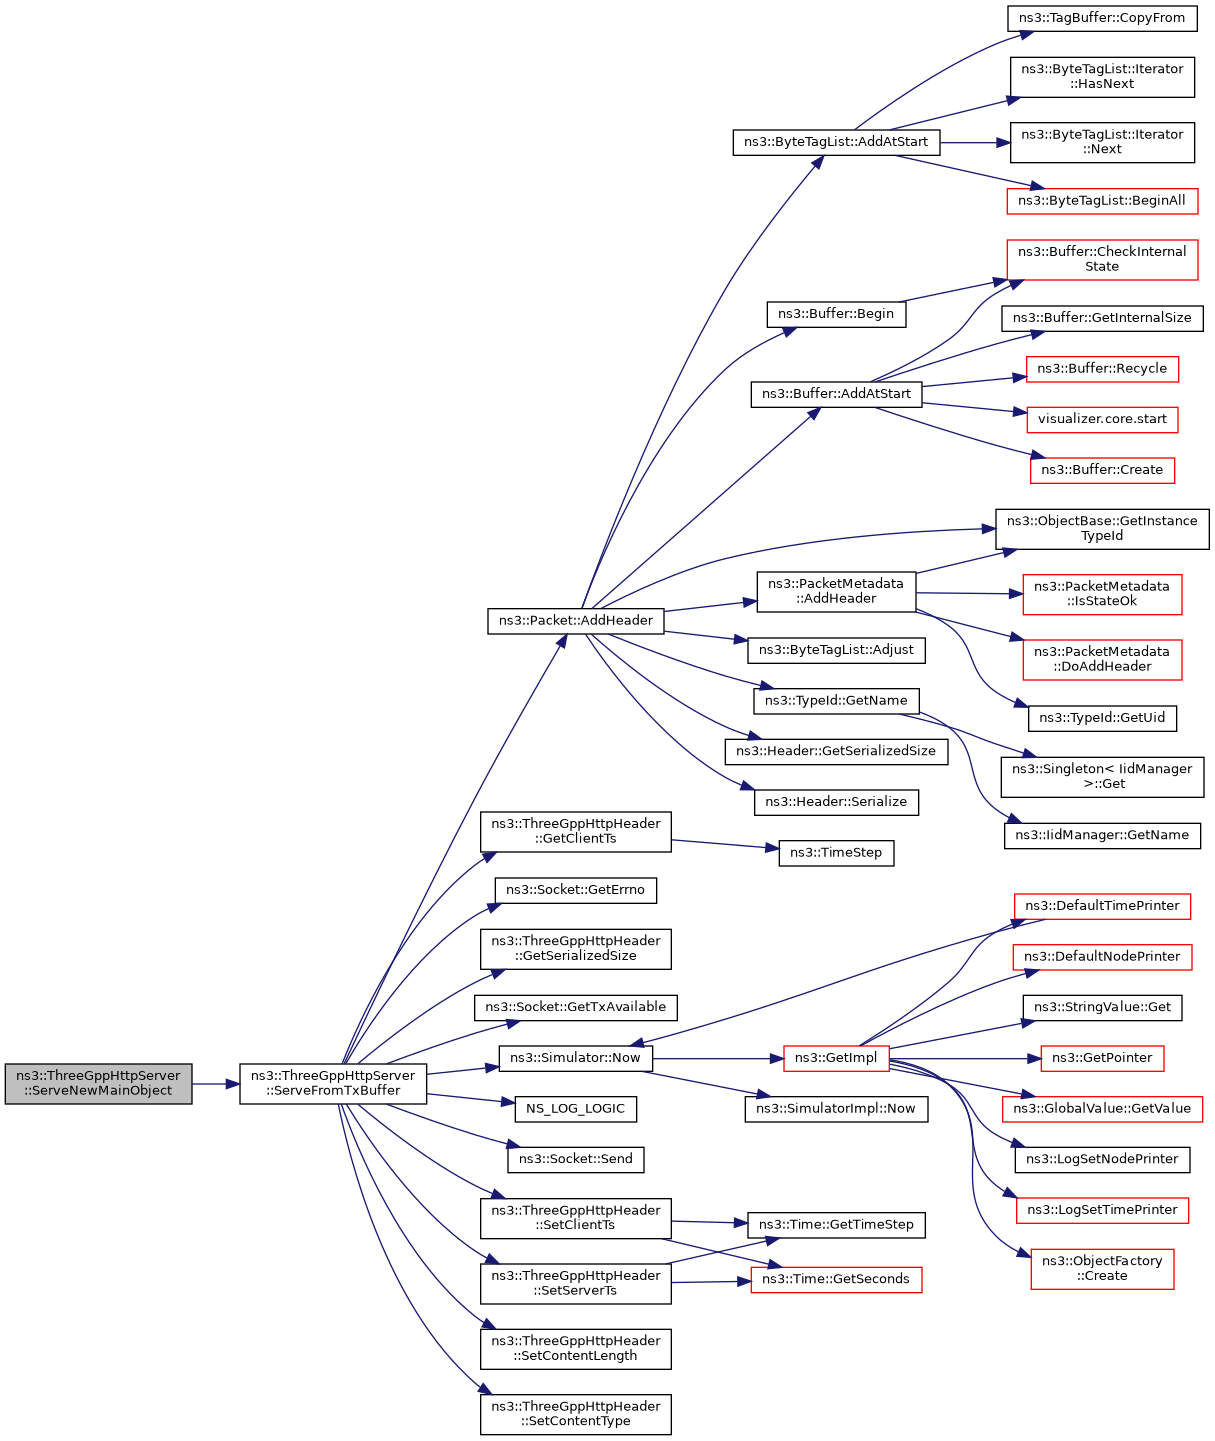 ns3::TagBuffer::CopyFrom
ns3::ByteTagList::Iterator
::HasNext
ns3::ByteTagList::AddAtStart
ns3::ByteTagList::Iterator
::Next
ns3::ByteTagList::BeginAll
ns3::Buffer::CheckInternal
State
ns3::Buffer::Begin
ns3::Buffer::GetInternalSize
ns3::Buffer::Recycle
ns3::Buffer::AddAtStart
visualizer.core.start
ns3::Buffer::Create
ns3::ObjectBase::GetInstance
TypeId
ns3::PacketMetadata
::AddHeader
ns3::PacketMetadata
::IsStateOk
ns3::Packet::AddHeader
ns3::ByteTagList::Adjust
ns3::PacketMetadata
::DoAddHeader
ns3::TypeId::GetName
ns3::TypeId::GetUid
ns3::Header::GetSerializedSize
ns3::Singleton< IidManager
>::Get
ns3::Header::Serialize
ns3::ThreeGppHttpHeader
::GetClientTs
ns3::IidManager::GetName
ns3::TimeStep
ns3::Socket::GetErrno
ns3::DefaultTimePrinter
ns3::ThreeGppHttpHeader
::GetSerializedSize
ns3::DefaultNodePrinter
ns3::Socket::GetTxAvailable
ns3::StringValue::Get
ns3::Simulator::Now
ns3::GetImpl
ns3::GetPointer
ns3::ThreeGppHttpServer
::ServeNewMainObject
ns3::ThreeGppHttpServer
::ServeFromTxBuffer
NS_LOG_LOGIC
ns3::SimulatorImpl::Now
ns3::GlobalValue::GetValue
ns3::Socket::Send
ns3::LogSetNodePrinter
ns3::ThreeGppHttpHeader
::SetClientTs
ns3::Time::GetTimeStep
ns3::LogSetTimePrinter
ns3::ThreeGppHttpHeader
::SetServerTs
ns3::Time::GetSeconds
ns3::ObjectFactory
::Create
ns3::ThreeGppHttpHeader
::SetContentLength
ns3::ThreeGppHttpHeader
::SetContentType